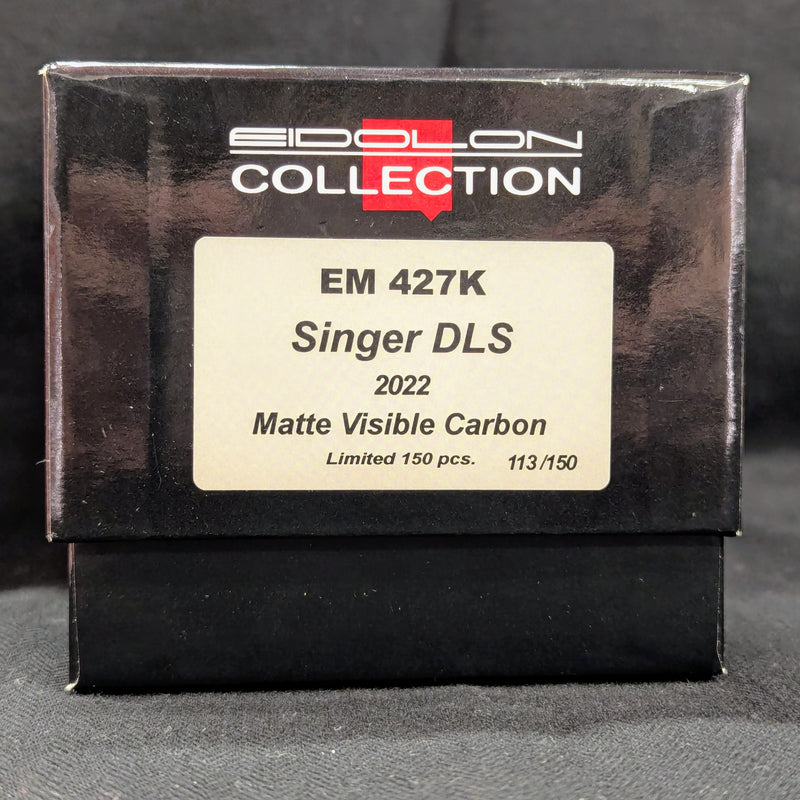 EIDOLON
COLLECTION
EM 427K
Singer DLS
2022
Matte Visible Carbon
Limited 150 pcs. 113/150